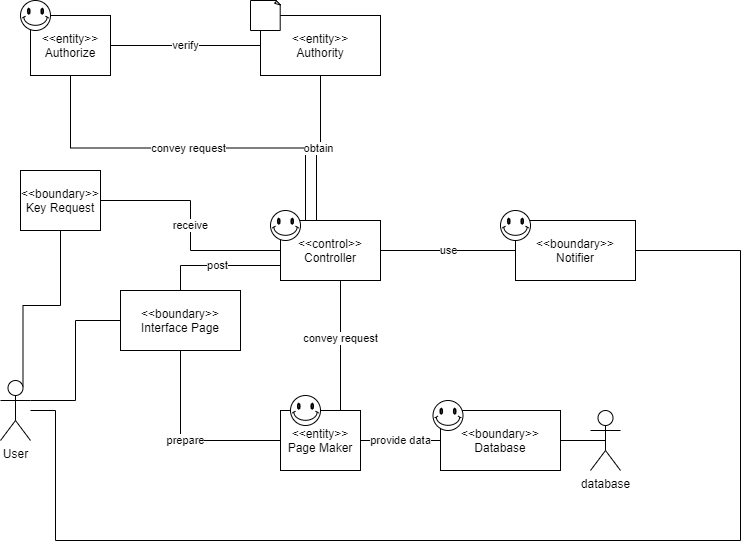 <<entity>>
Authorize
verify
<<entity>>
Authority
convey request
obtain
<<boundary>>
Key Request
receive
<<control>>
Controller
use
<<boundary>>
Notifier
post
<<boundary>>
Interface Page
convey request
prepare
<<entity>>
Page Maker
provide data
<<boundary>>
Database
User
database